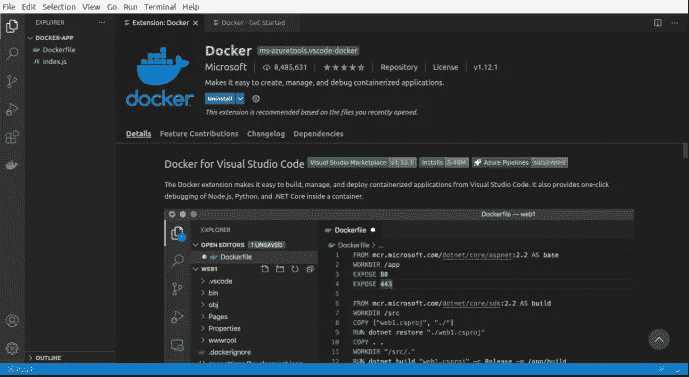 File Edit Selection View Go Run Terminal Help
EXPLORER
DOCKER-APP
Dockerfile
index.js
OUTLINE
Extension: Docker
Docker - Get Started
Docker ms-azuretools.vscode-docker
Microsoft 8,485,631 Repository License v1.12.1
Makes it easy to create, manage, and debug containerized applications.
Uninstall
This extension is recommended based on the files you recently opened.
docker
Details Feature Contributions Changelog Dependencies
Docker for Visual Studio Code Visual Studio Marketplace v1.12.1 Installs Azure Pipelines
The Docker extension makes it easy to build, manage, and deploy containerized applications from Visual Studio Code. It also provides one-click
debugging of Node.js, Python, and .NET Core inside a container.
Dockerfile — web1
EXPLORER
OPEN EDITORS 1 UNSAVED
Dockerfile
WEB1
.vscode
bin
obj
Pages
Properties
wwwroot
.dockerignore
Dockerfile
Dockerfile > ...
1 FROM mcr.microsoft.com/dotnet/core/aspnet:2.2 AS base
2 WORKDIR /app
3 EXPOSE 80
4 EXPOSE 443
5
6 FROM mcr.microsoft.com/dotnet/core/sdk:2.2 AS build
7 WORKDIR /src
8 COPY ["web1.csproj", "./"]
9 RUN dotnet restore "./web1.csproj"
10 COPY . .
11 WORKDIR "/src/."
12 RUN dotnet build "web1.csproj" -c Release -o /app/build